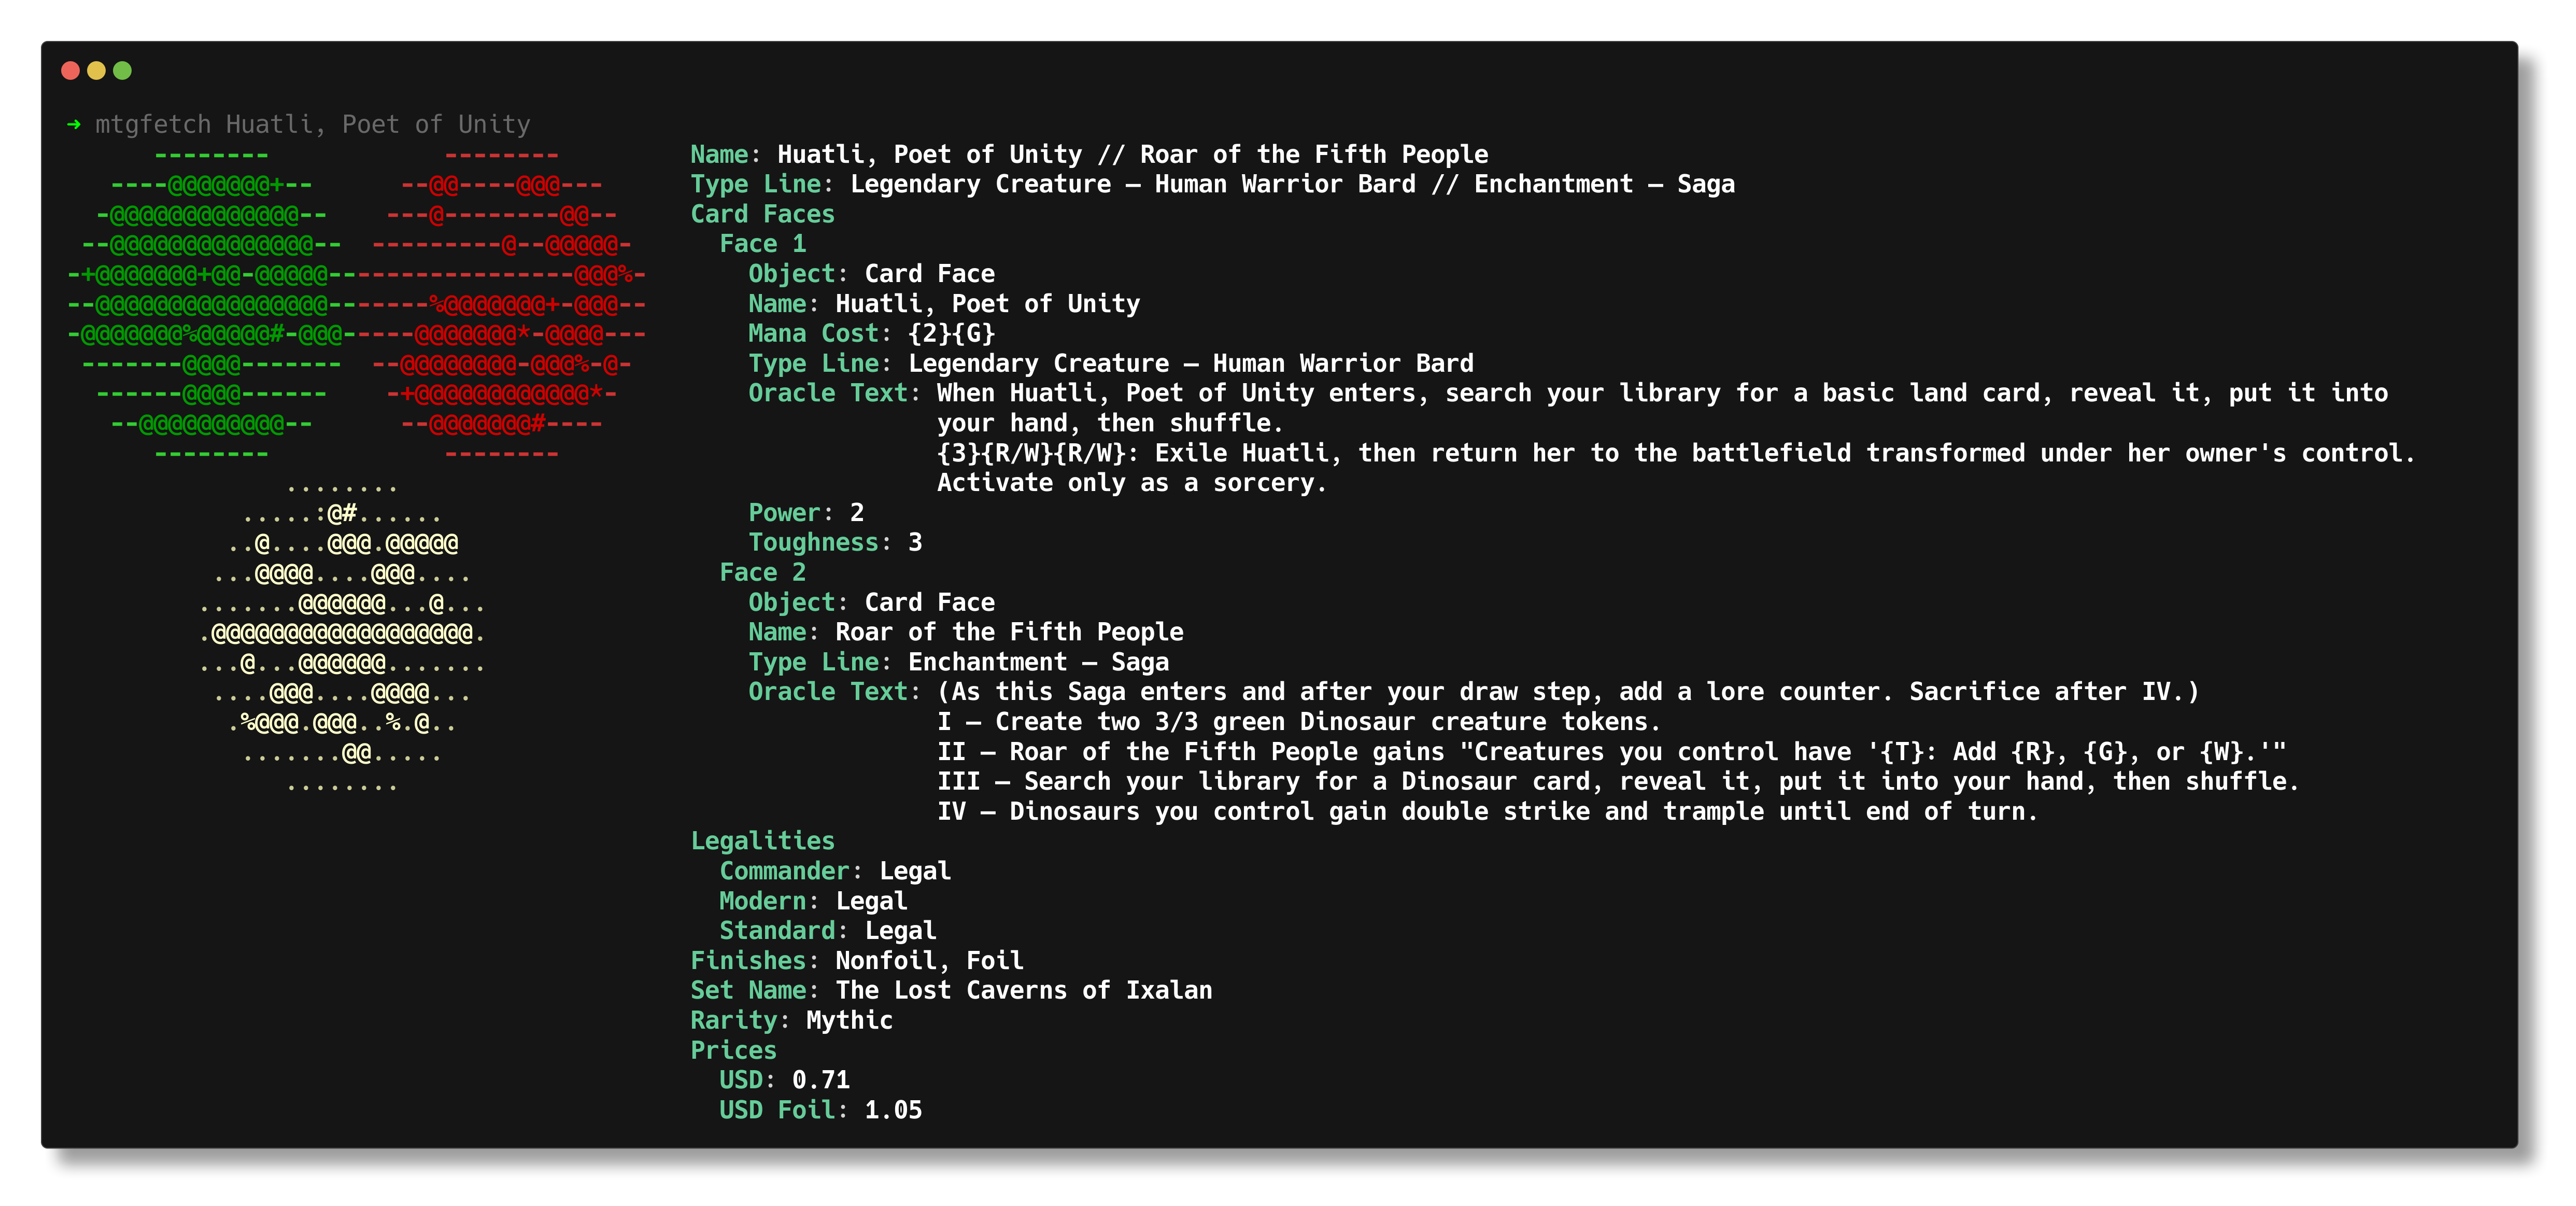 ➜ mtgfetch Huatli, Poet of Unity
Name: Huatli, Poet of Unity // Roar of the Fifth People
Type Line: Legendary Creature — Human Warrior Bard // Enchantment — Saga
Card Faces
Face 1
Object: Card Face
Name: Huatli, Poet of Unity
Mana Cost: {2}{G}
Type Line: Legendary Creature — Human Warrior Bard
Oracle Text: When Huatli, Poet of Unity enters, search your library for a basic land card, reveal it, put it into
your hand, then shuffle.
{3}{R/W}{R/W}: Exile Huatli, then return her to the battlefield transformed under her owner's control.
Activate only as a sorcery.
Power: 2
Toughness: 3
Face 2
Object: Card Face
Name: Roar of the Fifth People
Type Line: Enchantment — Saga
Oracle Text: (As this Saga enters and after your draw step, add a lore counter. Sacrifice after IV.)
I — Create two 3/3 green Dinosaur creature tokens.
II — Roar of the Fifth People gains "Creatures you control have '{T}: Add {R}, {G}, or {W}.'"
III — Search your library for a Dinosaur card, reveal it, put it into your hand, then shuffle.
IV — Dinosaurs you control gain double strike and trample until end of turn.
Legalities
Commander: Legal
Modern: Legal
Standard: Legal
Finishes: Nonfoil, Foil
Set Name: The Lost Caverns of Ixalan
Rarity: Mythic
Prices
USD: 0.71
USD Foil: 1.05